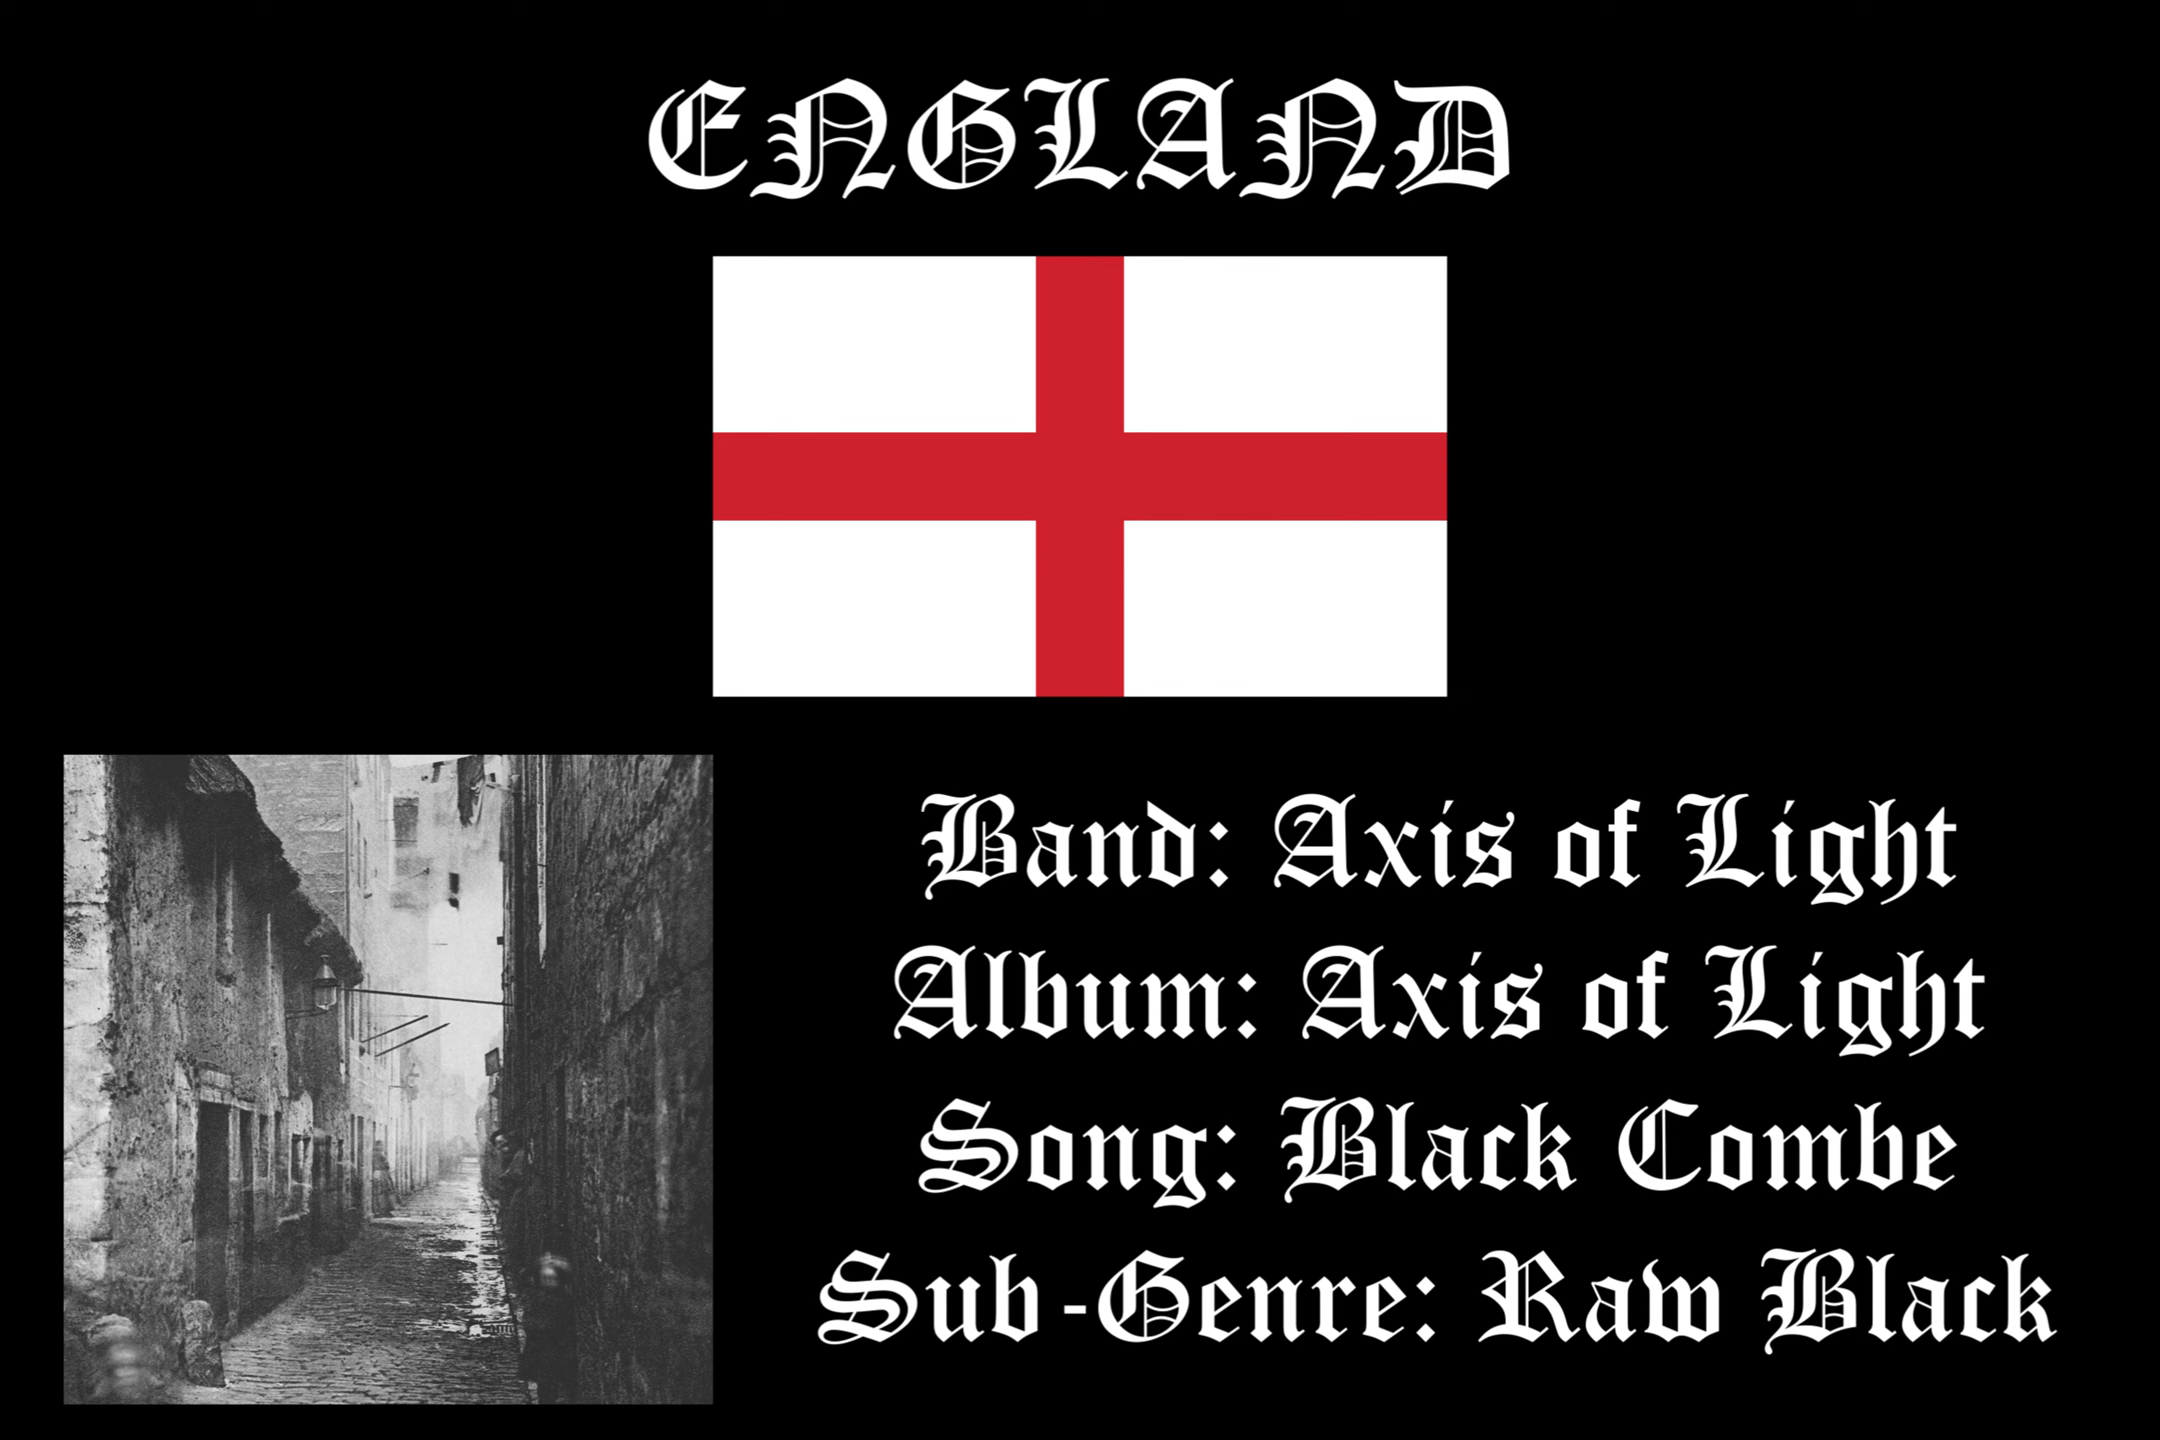 ENGLAND
Band: Axis of Light
Album: Axis of Light
Song: Black Combe
Sub-Genre: Raw Black